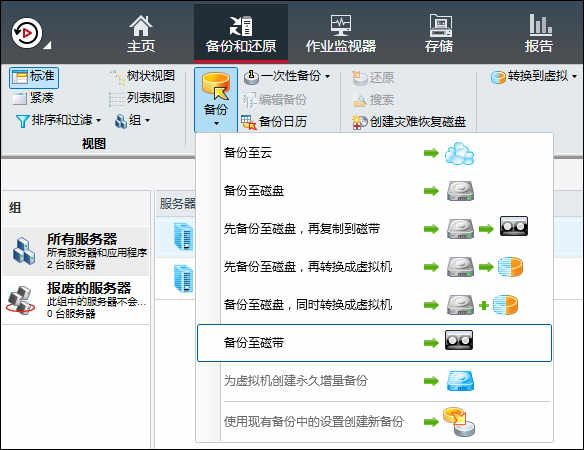 主页
备份和还原
作业监视器
存储
报告
标准
树状视图
紧凑
列表视图
排序和过滤
组
视图
备份
一次性备份
编辑备份
备份日历
还原
搜索
创建灾难恢复磁盘
转换到虚拟
组
所有服务器
所有服务器和应用程序
2 台服务器
报废的服务器
此组中的服务器不会...
0 台服务器
服务器
备份至云
备份至磁盘
先备份至磁盘，再复制到磁带
先备份至磁盘，再转换成虚拟机
备份至磁盘，同时转换成虚拟机
备份至磁带
为虚拟机创建永久增量备份
使用现有备份中的设置创建新备份